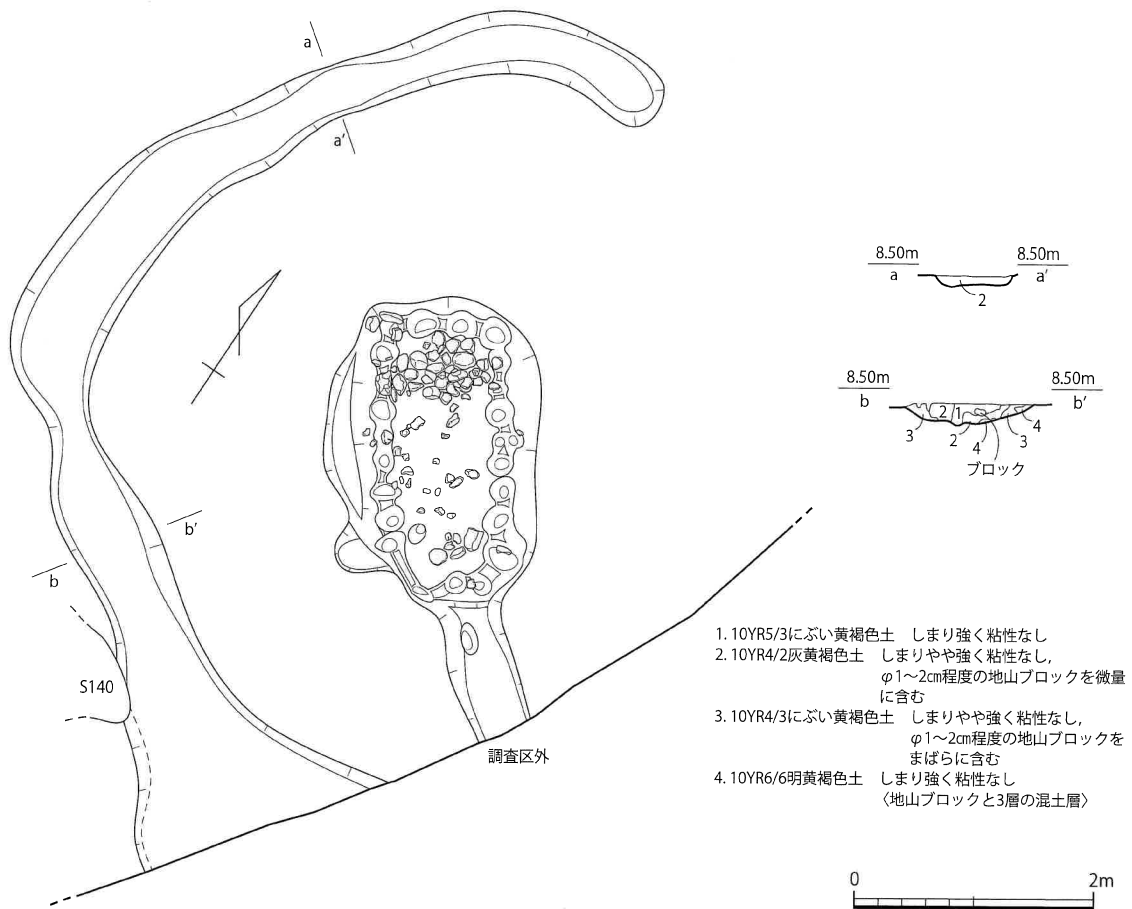 a
a′
8.50m
8.50m
a
a′
2
8.50m
8.50m
b
b′
2
1
3
2
4
3
4
ブロック
b′
b
S140
調査区外
1. 10YR5/3にぶい黄褐色土　しまり強く粘性なし
2. 10YR4/2灰黄褐色土　しまりやや強く粘性なし,
φ1〜2㎝程度の地山ブロックを微量
に含む
3. 10YR4/3にぶい黄褐色土　しまりやや強く粘性なし,
φ1〜2㎝程度の地山ブロックを
まばらに含む
4. 10YR6/6明黄褐色土　しまり強く粘性なし
〈地山ブロックと3層の混土層〉
0
2m